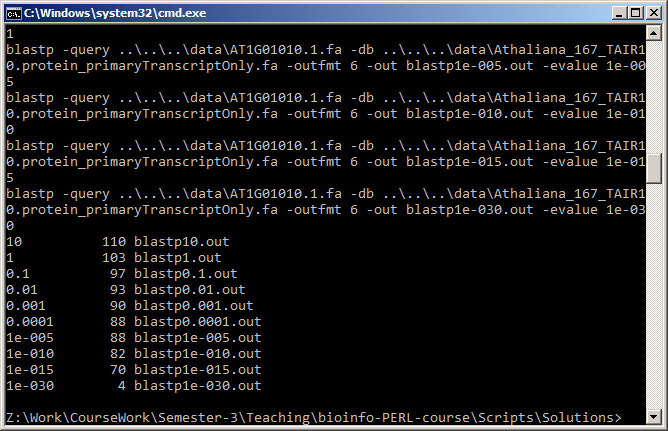 C:\Windows\system32\cmd.exe
1
blastp -query ..\..\..\data\AT1G01010.1.fa -db ..\..\..\data\Athaliana_167_TAIR1
0.protein_primaryTranscriptOnly.fa -outfmt 6 -out blastp1e-005.out -evalue 1e-00
5
blastp -query ..\..\..\data\AT1G01010.1.fa -db ..\..\..\data\Athaliana_167_TAIR1
0.protein_primaryTranscriptOnly.fa -outfmt 6 -out blastp1e-010.out -evalue 1e-01
0
blastp -query ..\..\..\data\AT1G01010.1.fa -db ..\..\..\data\Athaliana_167_TAIR1
0.protein_primaryTranscriptOnly.fa -outfmt 6 -out blastp1e-015.out -evalue 1e-01
5
blastp -query ..\..\..\data\AT1G01010.1.fa -db ..\..\..\data\Athaliana_167_TAIR1
0.protein_primaryTranscriptOnly.fa -outfmt 6 -out blastp1e-030.out -evalue 1e-03
0
10          110 blastp10.out
1           103 blastp1.out
0.1          97 blastp0.1.out
0.01         93 blastp0.01.out
0.001        90 blastp0.001.out
0.0001       88 blastp0.0001.out
1e-005       88 blastp1e-005.out
1e-010       82 blastp1e-010.out
1e-015       70 blastp1e-015.out
1e-030        4 blastp1e-030.out
Z:\Work\CourseWork\Semester-3\Teaching\bioinfo-PERL-course\Scripts\Solutions>